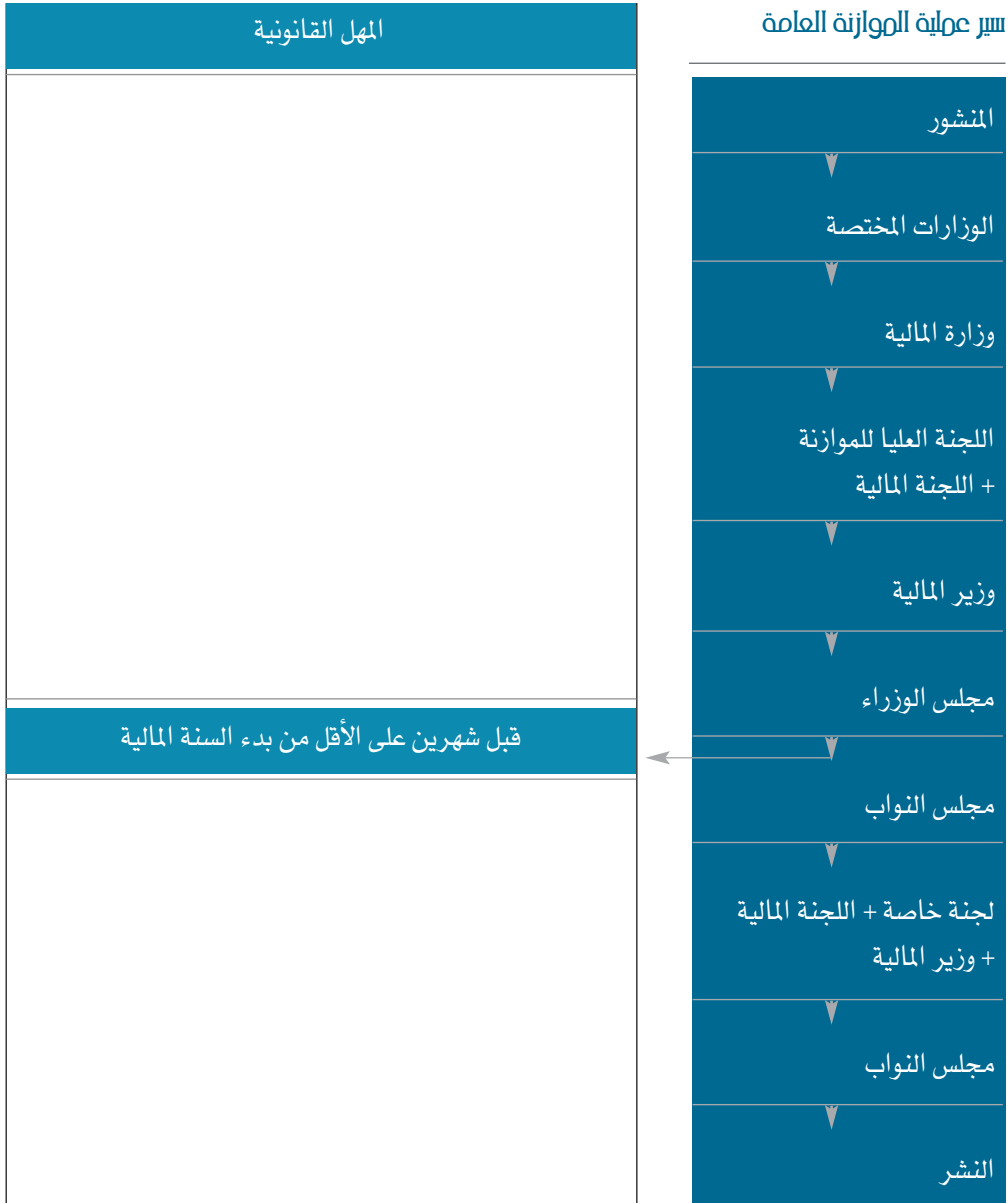 سير عملية الموازنة العامة
المنشور
الوزارات المختصة
وزارة المالية
اللجنة العليا للموازنة
+ اللجنة المالية
وزير المالية
مجلس الوزراء
مجلس النواب
لجنة خاصة + اللجنة المالية
+ وزير المالية
مجلس النواب
النشر
المهل القانونية
قبل شهرين على الأقل من بدء السنة المالية